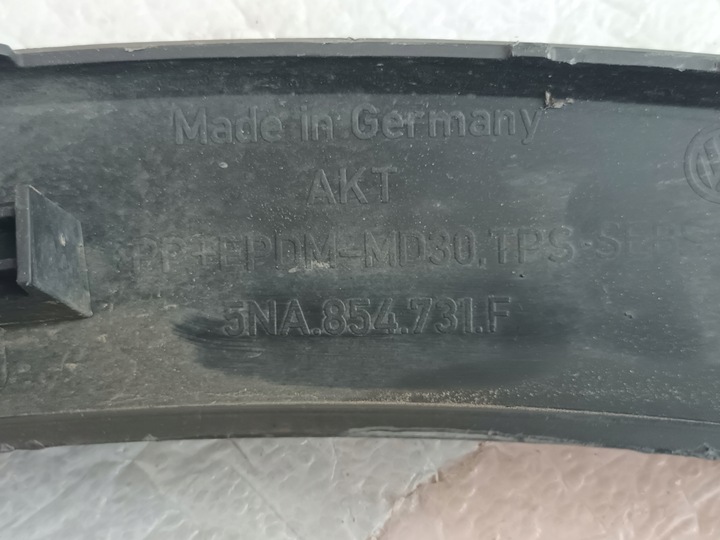 Made in Germany
AKT
PP+EPDM-MD30,TPS-SEBS
5NA.854.731.F